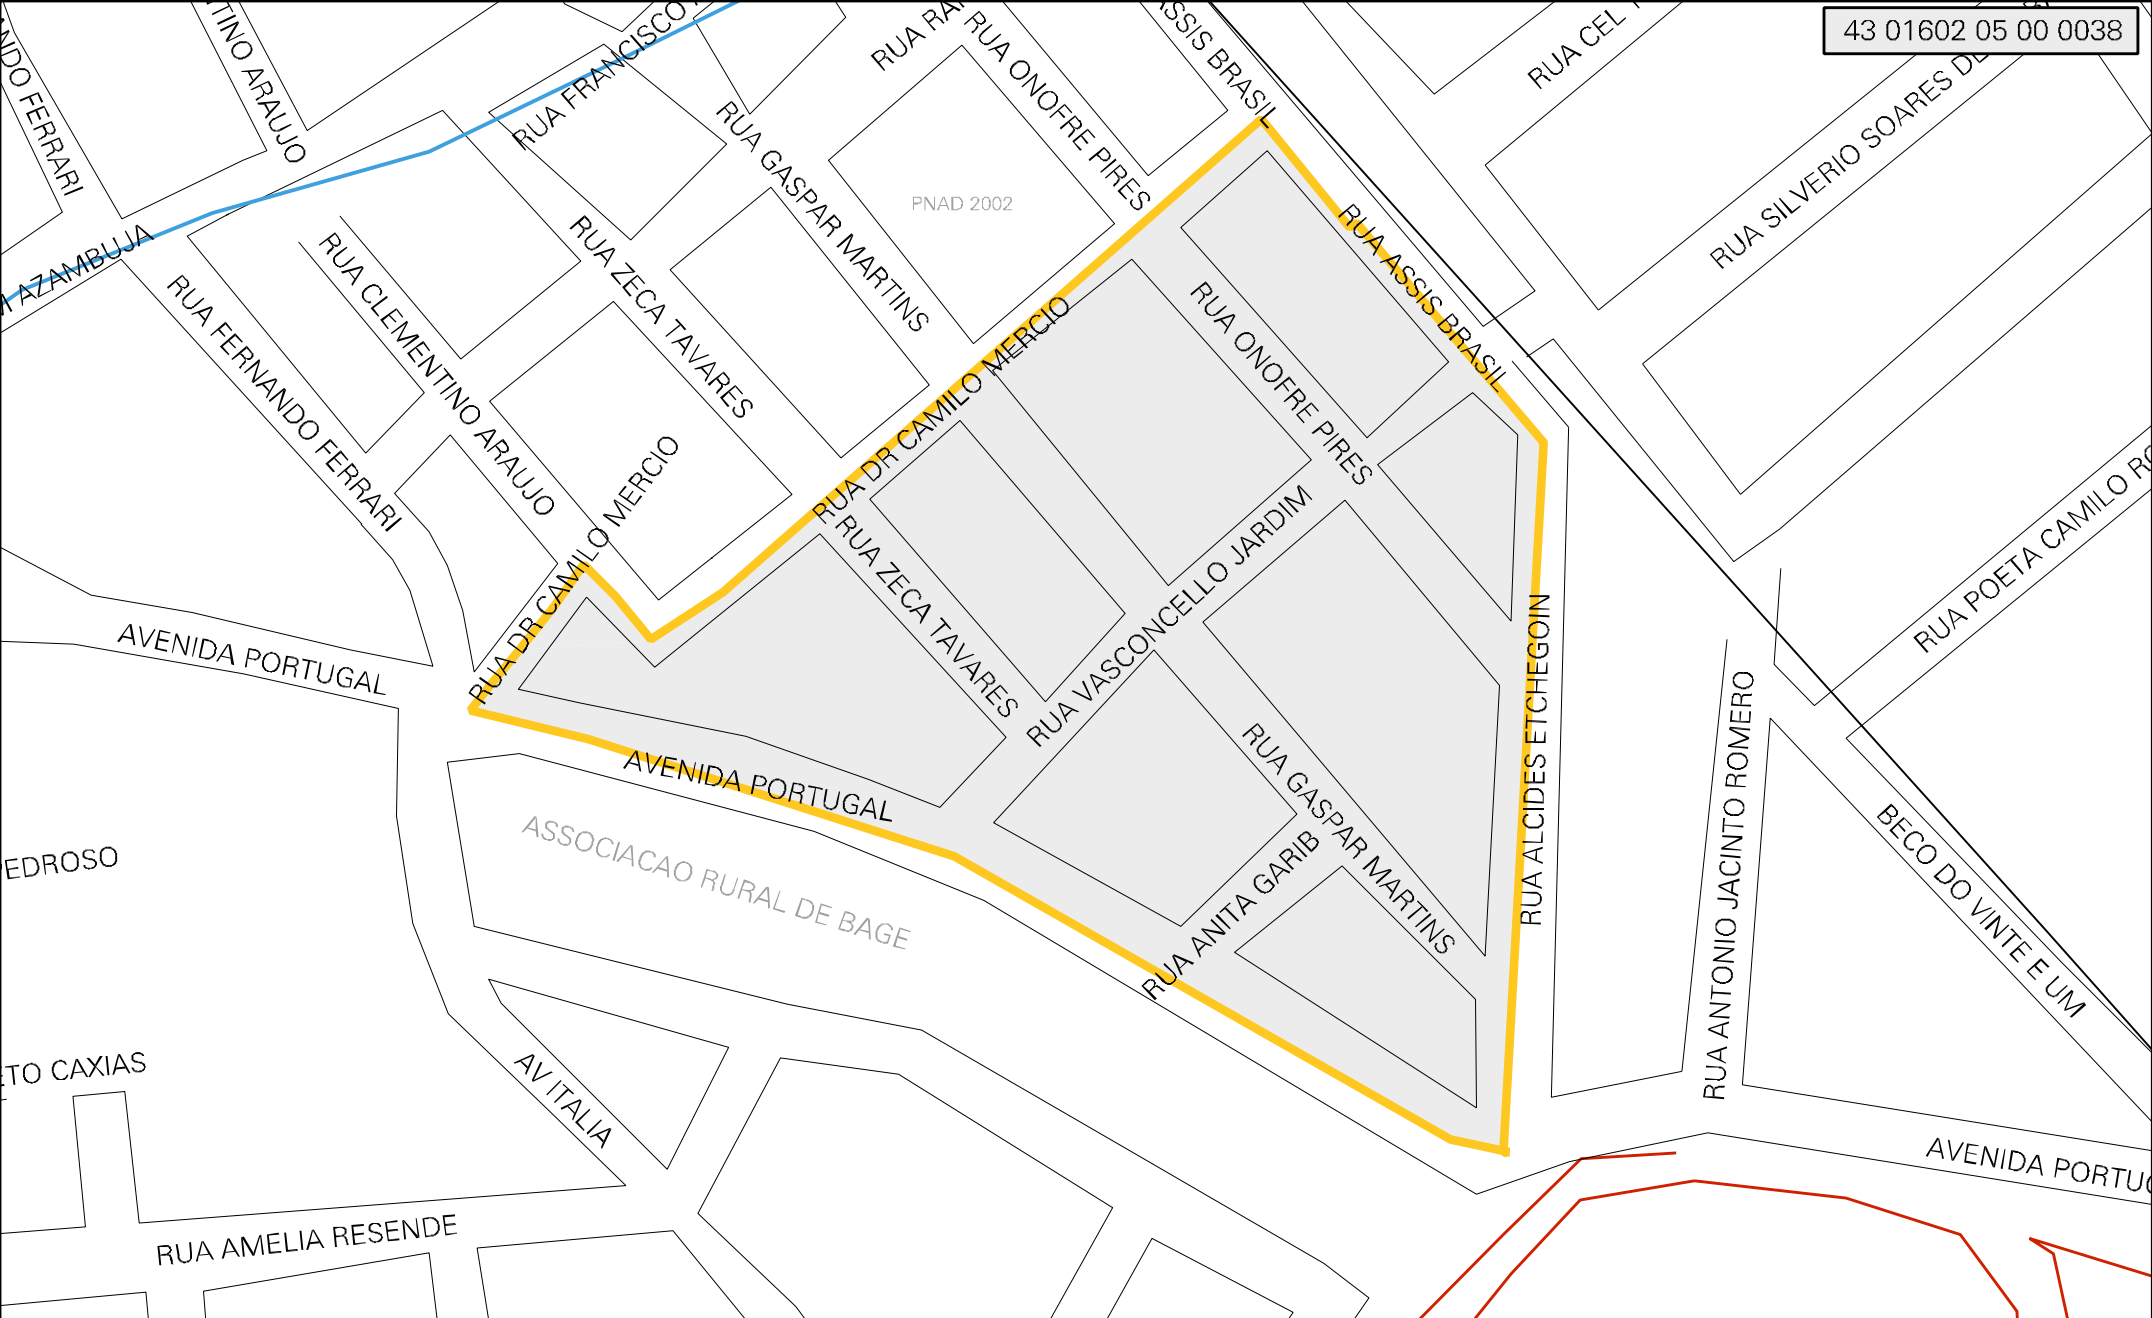 43 01602 05 00 0038
RUA FRANCISCO
RUA
RUA ONOFRE PIRES
ASSIS BRASIL
RUA CEL
RUA SILVERIO SOARES
FERRARI
ARAUJO
RUA GASPAR MARTINS
PNAD 2002
AZAMBUJA
RUA FERNANDO FERRARI
RUA CLEMENTINO ARAUJO
RUA ZECA TAVARES
RUA ASSIS BRASIL
RUA DR CAMILO MERCIO
RUA ONOFRE PIRES
RUA DR CAMILO MERCIO
RUA ZECA TAVARES
RUA VASCONCELLO JARDIM
RUA POETA CAMILO
AVENIDA PORTUGAL
RUA ALCIDES ETCHEGOIN
RUA ANTONIO JACINTO ROMERO
AVENIDA PORTUGAL
RUA GASPAR MARTINS
RUA ANITA GARIB
BECO DO VINTE E UM
ASSOCIACAO RURAL DE BAGE
EDROSO
TO CAXIAS
AV ITALIA
RUA AMELIA RESENDE
AVENIDA PORTU